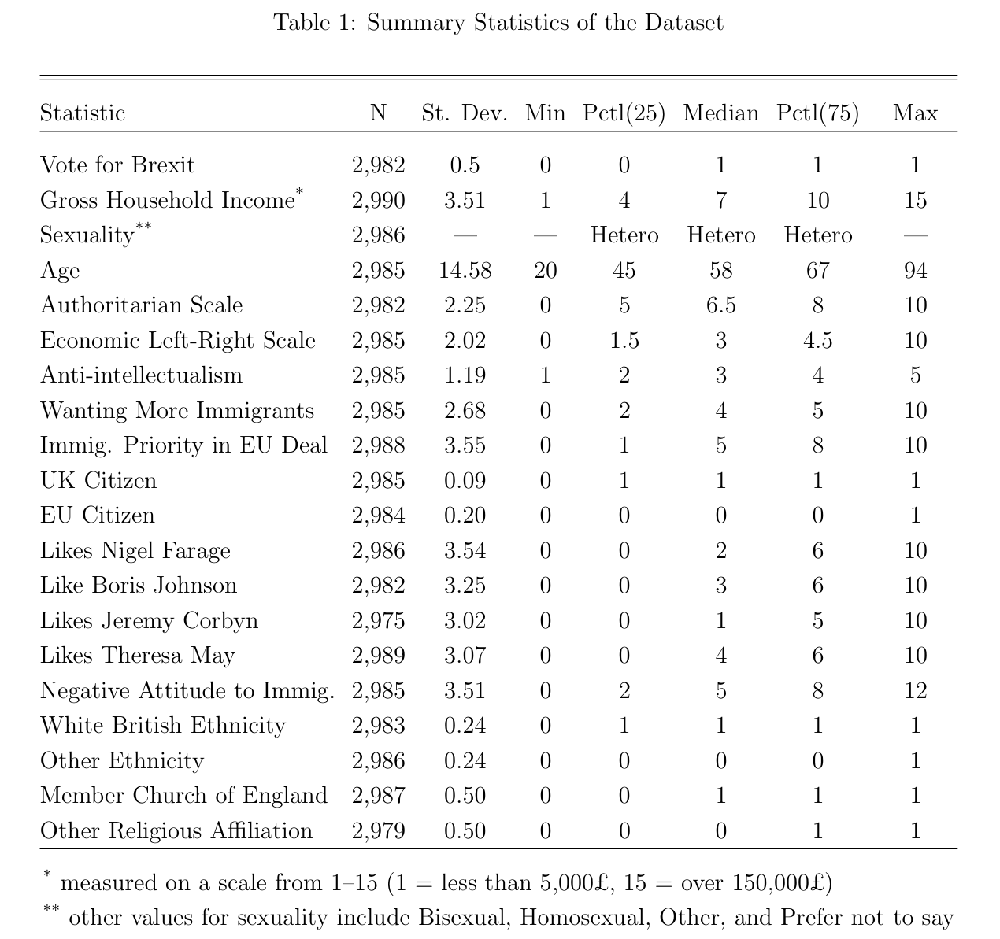 Table 1: Summary Statistics of the Dataset
Statistic N St. Dev. Min Pctl(25) Median Pctl(75) Max
Vote for Brexit 2,982 0.5 0 0 1 1 1
Gross Household Income* 2,990 3.51 1 4 7 10 15
Sexuality** 2,986 — — Hetero Hetero Hetero —
Age 2,985 14.58 20 45 58 67 94
Authoritarian Scale 2,982 2.25 0 5 6.5 8 10
Economic Left-Right Scale 2,985 2.02 0 1.5 3 4.5 10
Anti-intellectualism 2,985 1.19 1 2 3 4 5
Wanting More Immigrants 2,985 2.68 0 2 4 5 10
Immig. Priority in EU Deal 2,988 3.55 0 1 5 8 10
UK Citizen 2,985 0.09 0 1 1 1 1
EU Citizen 2,984 0.20 0 0 0 0 1
Likes Nigel Farage 2,986 3.54 0 0 2 6 10
Like Boris Johnson 2,982 3.25 0 0 3 6 10
Likes Jeremy Corbyn 2,975 3.02 0 0 1 5 10
Likes Theresa May 2,989 3.07 0 0 4 6 10
Negative Attitude to Immig. 2,985 3.51 0 2 5 8 12
White British Ethnicity 2,983 0.24 0 1 1 1 1
Other Ethnicity 2,986 0.24 0 0 0 0 1
Member Church of England 2,987 0.50 0 0 1 1 1
Other Religious Affiliation 2,979 0.50 0 0 0 1 1
* measured on a scale from 1–15 (1 = less than 5,000£, 15 = over 150,000£)
** other values for sexuality include Bisexual, Homosexual, Other, and Prefer not to say